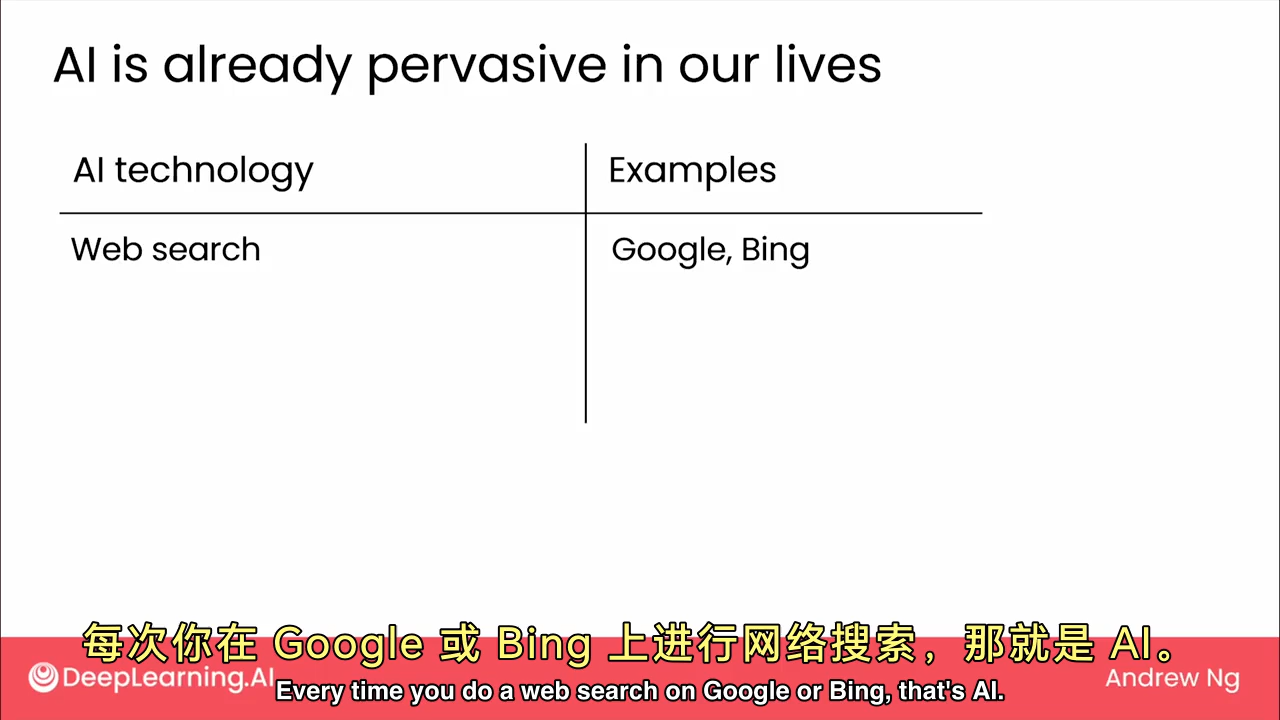 AI is already pervasive in our lives
AI technology
Examples
Web search
Google, Bing
每次你在 Google 或 Bing 上进行网络搜索，那就是 AI。
DeepLearning.AI
Andrew Ng
Every time you do a web search on Google or Bing, that's AI.